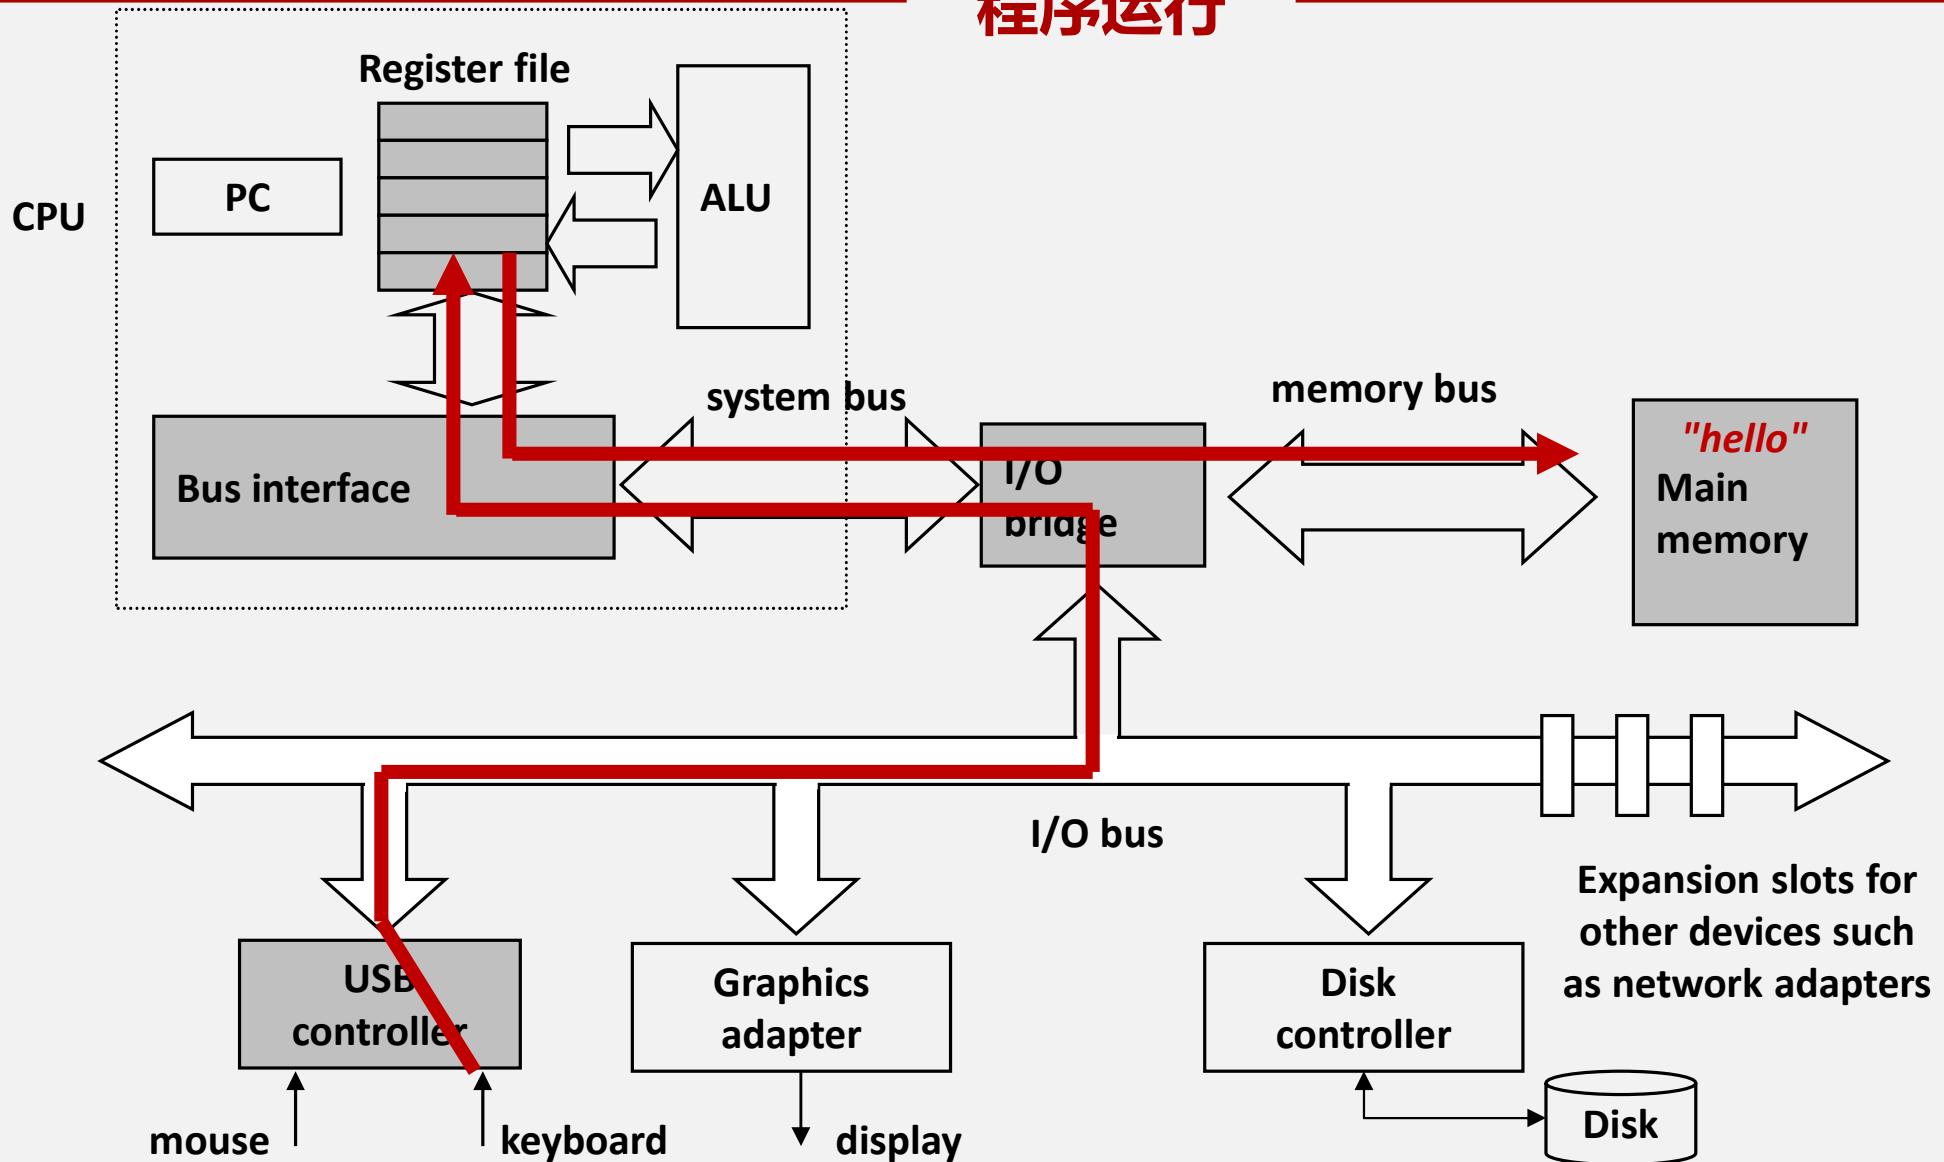 程序运行
Register file
PC
ALU
CPU
system bus
memory bus
"hello"
Main
memory
Bus interface
I/O
bridge
I/O bus
Expansion slots for
other devices such
as network adapters
USB
controller
Graphics
adapter
Disk
controller
mouse
keyboard
display
Disk